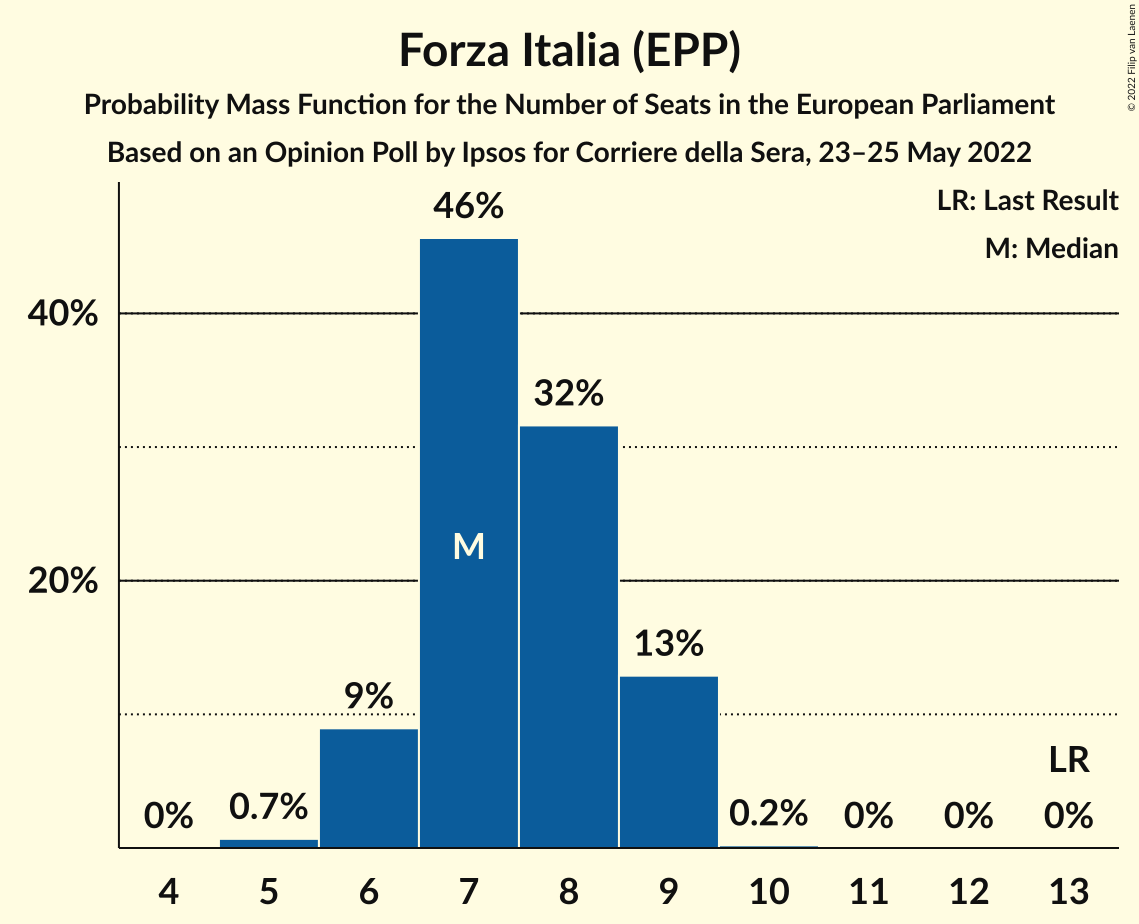 Forza Italia (EPP)
Probability Mass Function for the Number of Seats in the European Parliament
Based on an Opinion Poll by Ipsos for Corriere della Sera, 23–25 May 2022
© 2022 Filip van Laenen
LR: Last Result
M: Median
46%
40%
32%
M
20%
13%
9%
LR
0% 0.7% 0.2% 0% 0% 0%
4 5 6 7 8 9 10 11 12 13